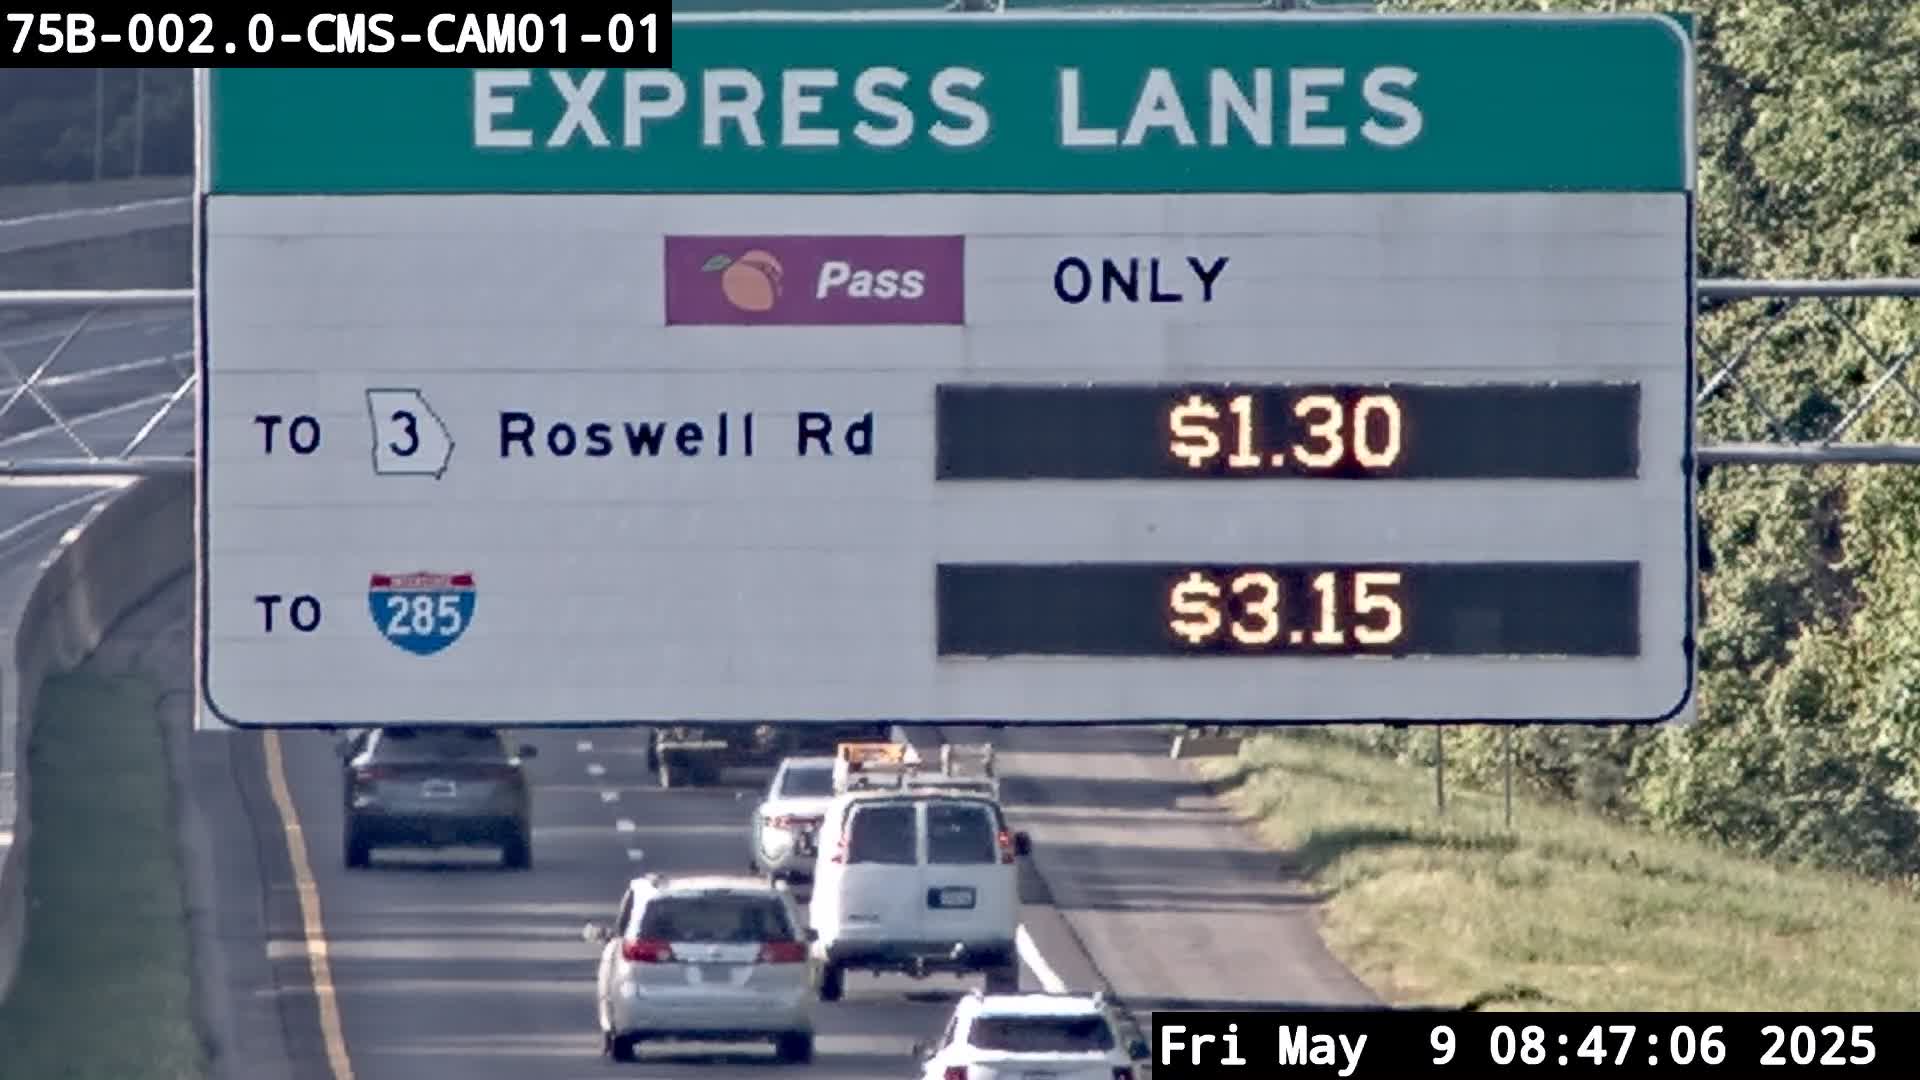 75B-002.0-CMS-CAM01-01
EXPRESS LANES
Pass ONLY
TO 3 Roswell Rd $1.30
TO 285 $3.15
Fri May 9 08:47:06 2025